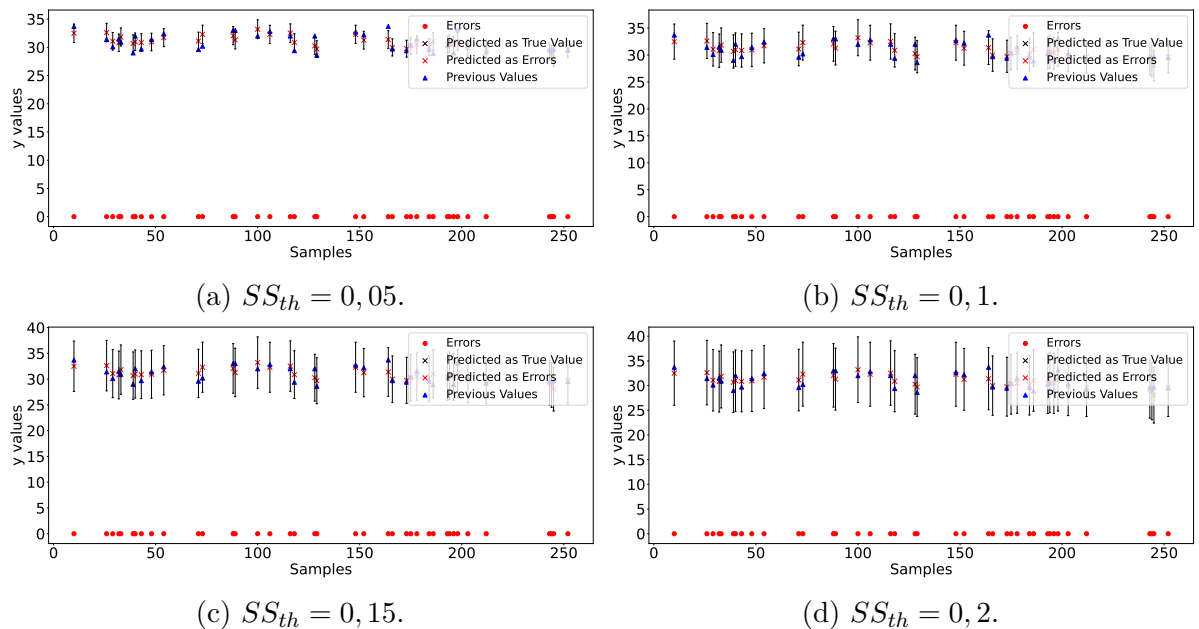 35
30
25
20
15
10
5
0
y values
0 50 100 150 200 250
Samples
Errors
Predicted as True Value
Predicted as Errors
Previous Values
(a) SS_th = 0, 05.
35
30
25
20
15
10
5
0
y values
0 50 100 150 200 250
Samples
Errors
Predicted as True Value
Predicted as Errors
Previous Values
(b) SS_th = 0, 1.
40
35
30
25
20
15
10
5
0
y values
0 50 100 150 200 250
Samples
Errors
Predicted as True Value
Predicted as Errors
Previous Values
(c) SS_th = 0, 15.
40
35
30
25
20
15
10
5
0
y values
0 50 100 150 200 250
Samples
Errors
Predicted as True Value
Predicted as Errors
Previous Values
(d) SS_th = 0, 2.